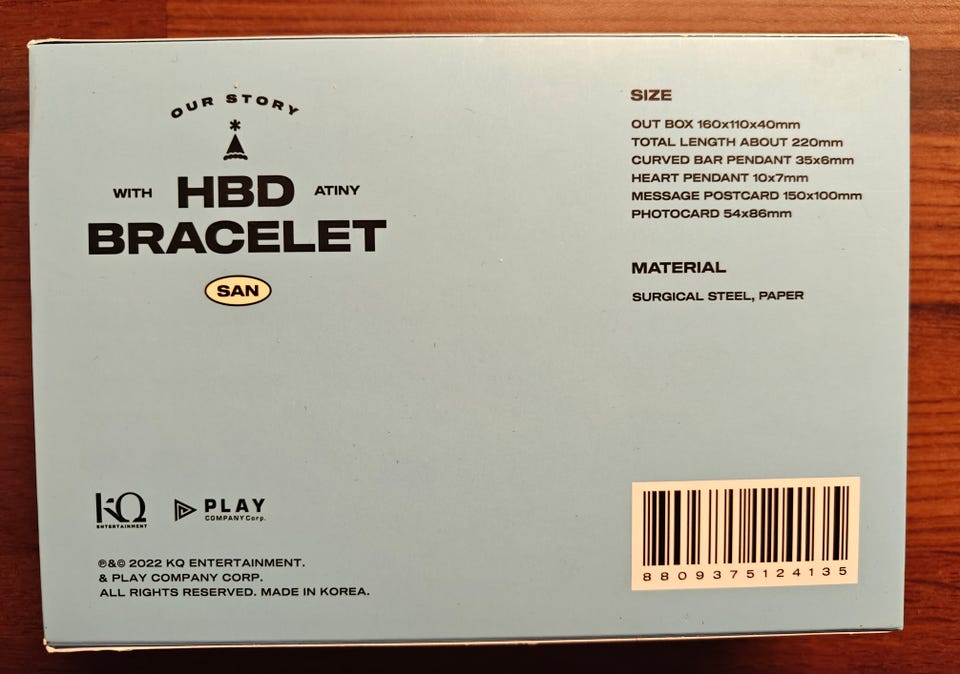 OUR STORY
WITH HBD ATINY
BRACELET
SAN
SIZE
OUT BOX 160x110x40mm
TOTAL LENGTH ABOUT 220mm
CURVED BAR PENDANT 35x6mm
HEART PENDANT 10x7mm
MESSAGE POSTCARD 150x100mm
PHOTOCARD 54x86mm
MATERIAL
SURGICAL STEEL, PAPER
KQ
ENTERTAINMENT
PLAY
COMPANY Corp.
℗&© 2022 KQ ENTERTAINMENT.
& PLAY COMPANY CORP.
ALL RIGHTS RESERVED. MADE IN KOREA.
8809375124135